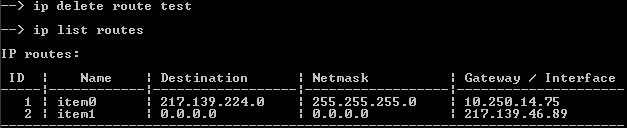 --> ip delete route test
--> ip list routes
IP routes:
ID | Name | Destination | Netmask | Gateway / Interface
1 | item0 | 217.139.224.0 | 255.255.255.0 | 10.250.14.75
2 | item1 | 0.0.0.0 | 0.0.0.0 | 217.139.46.89